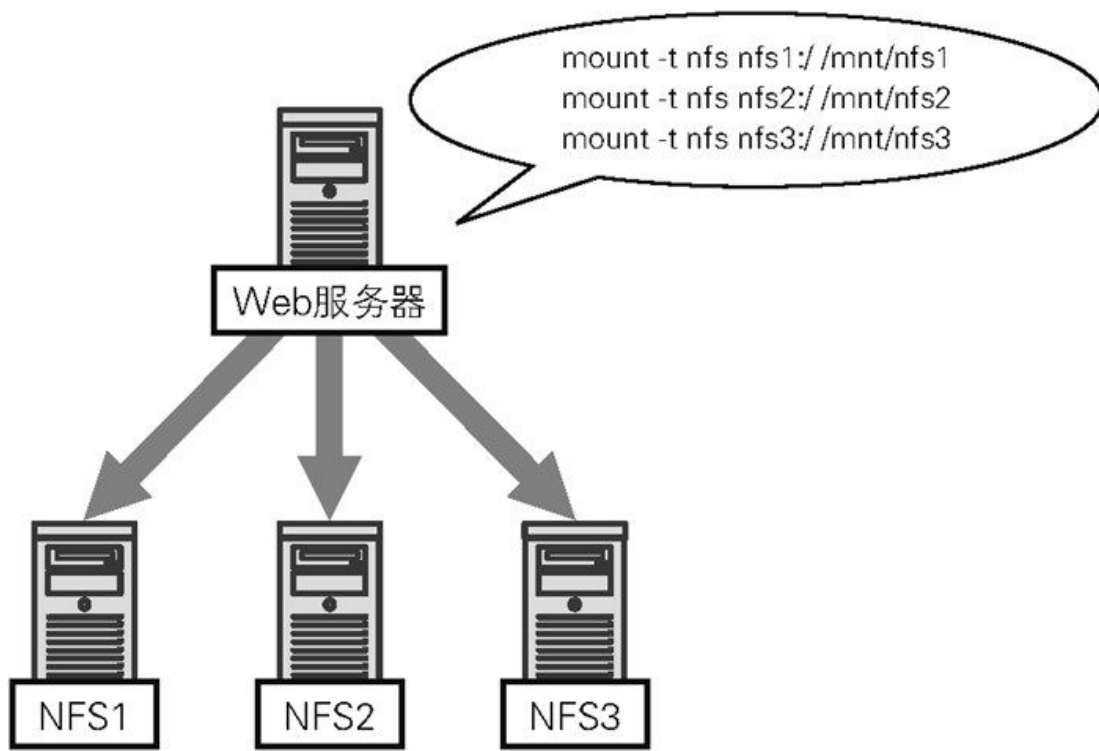 mount -t nfs nfs1:/ /mnt/nfs1
mount -t nfs nfs2:/ /mnt/nfs2
mount -t nfs nfs3:/ /mnt/nfs3
Web服务器
NFS1
NFS2
NFS3